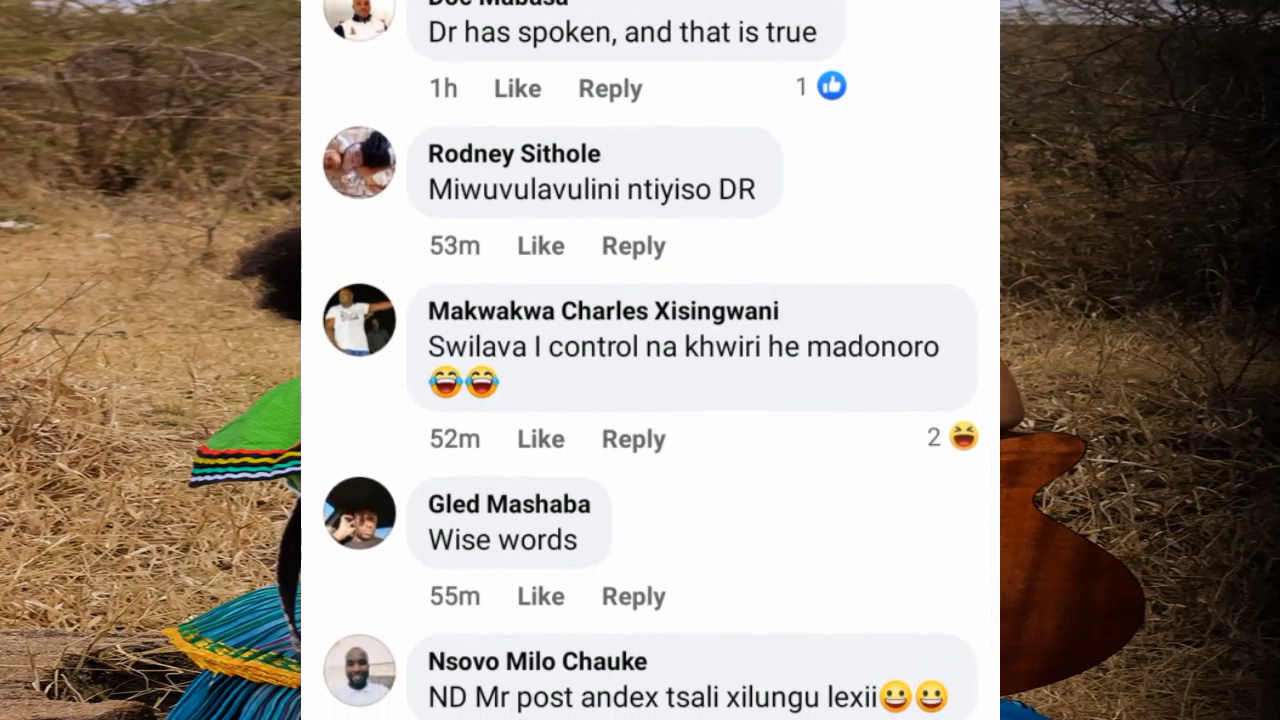 Doe Mabasa
Dr has spoken, and that is true
1h Like Reply 1
Rodney Sithole
Miwuvulavulini ntiyiso DR
53m Like Reply
Makwakwa Charles Xisingwani
Swilava I control na khwiri he madonoro
😂😂
52m Like Reply 2
Gled Mashaba
Wise words
55m Like Reply
Nsovo Milo Chauke
ND Mr post andex tsali xilungu lexii😀😀